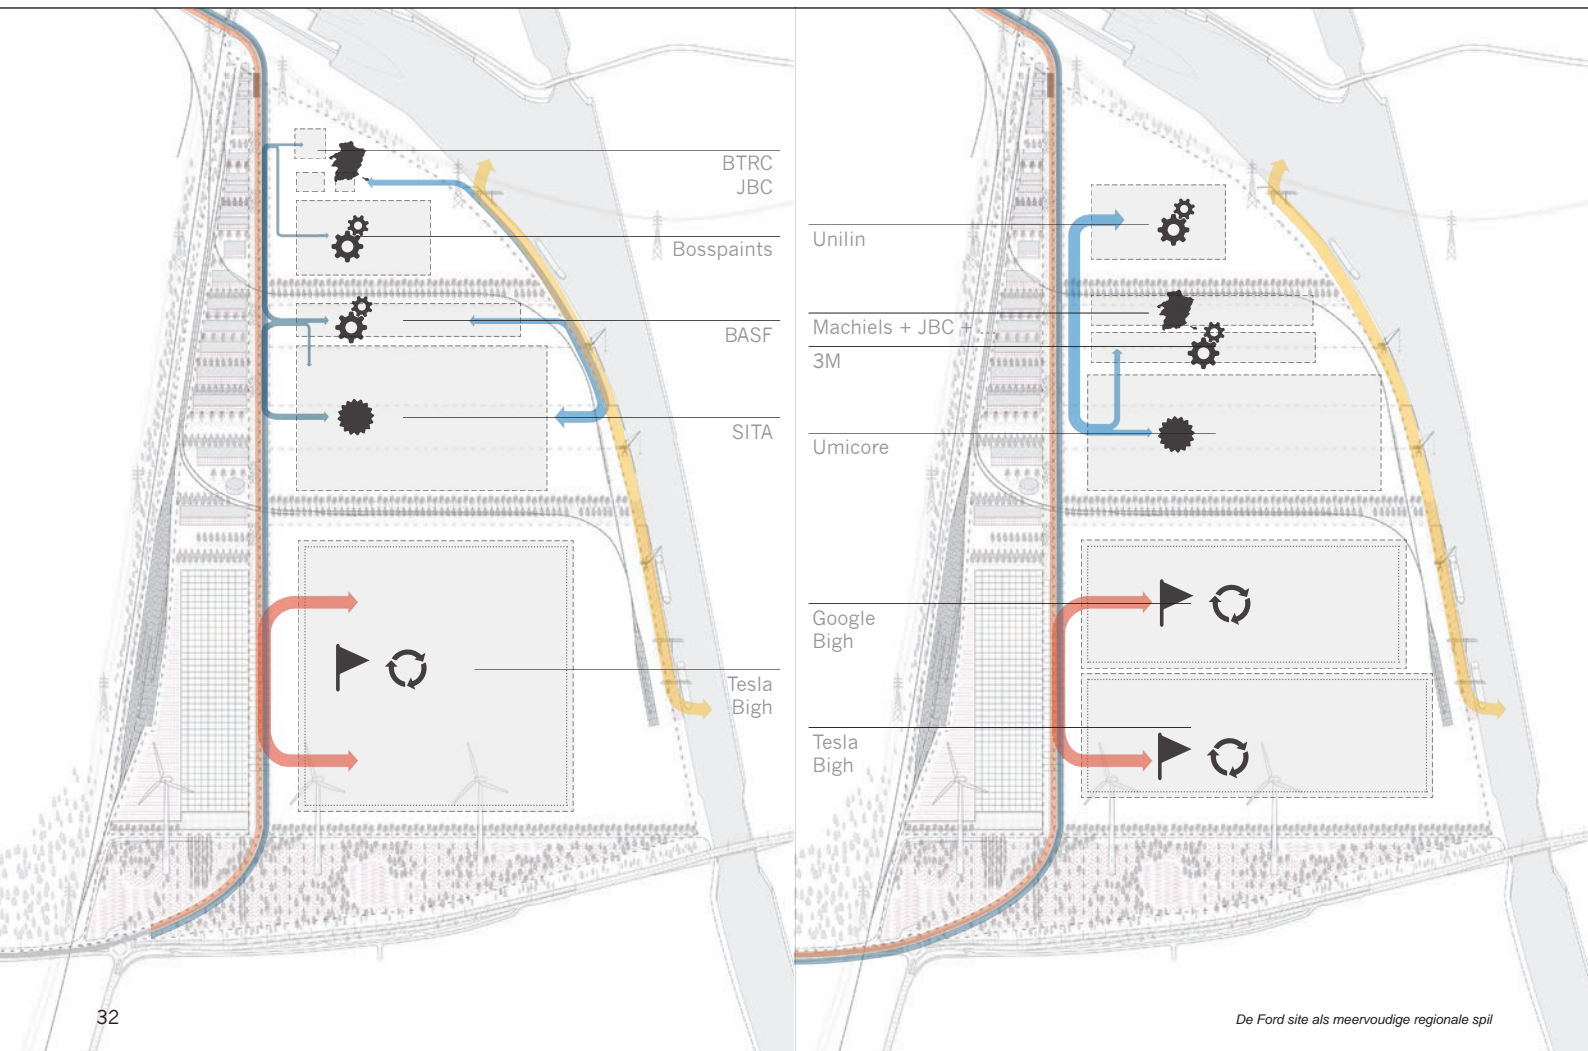 BTRC
JBC
Bosspaints
BASF
SITA
Tesla
Bigh
Unilin
Machiels + JBC + ...
3M
Umicore
Google
Bigh
Tesla
Bigh
32
De Ford site als meervoudige regionale spil